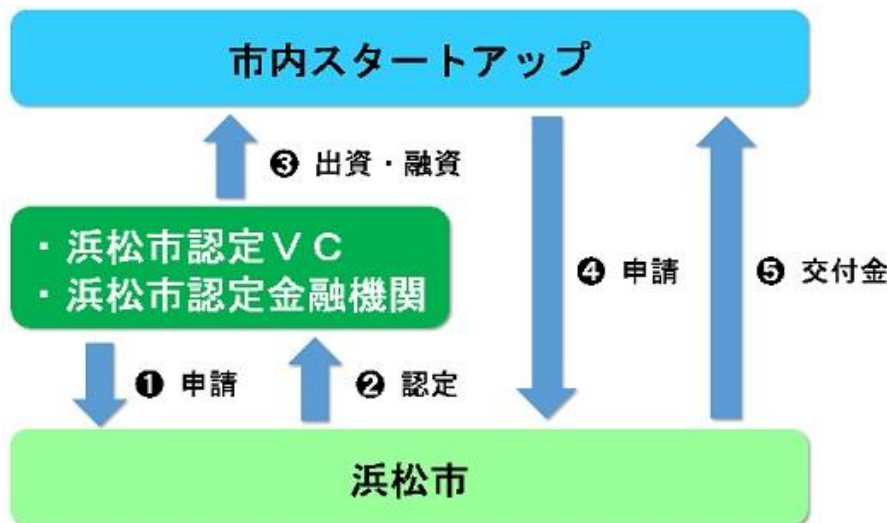 市内スタートアップ
❸ 出資・融資
・浜松市認定ＶＣ
・浜松市認定金融機関
❹ 申請
❺ 交付金
❶ 申請
❷ 認定
浜松市